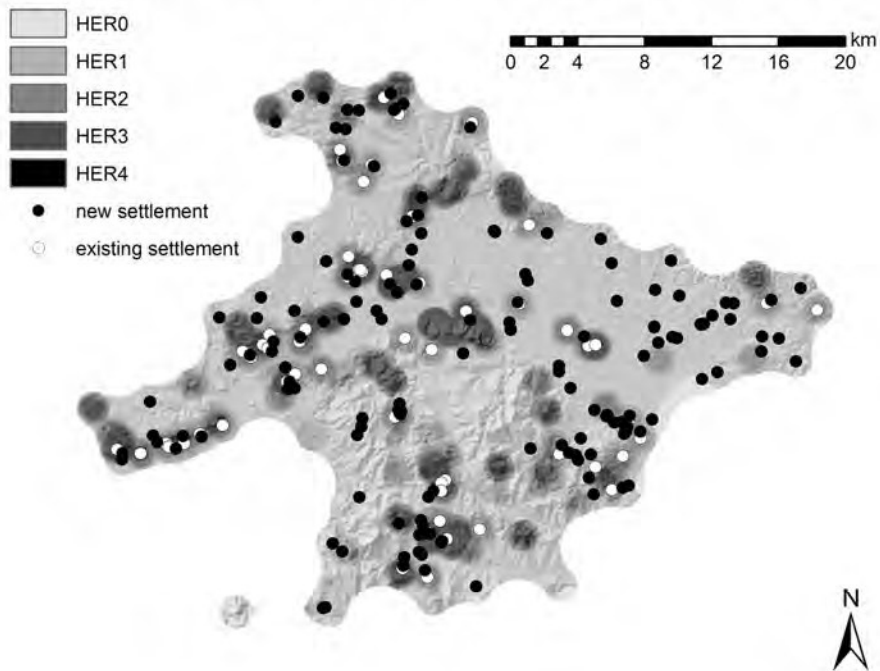 HER0
HER1
HER2
HER3
HER4
new settlement
existing settlement
km
0 2 4 8 12 16 20
N